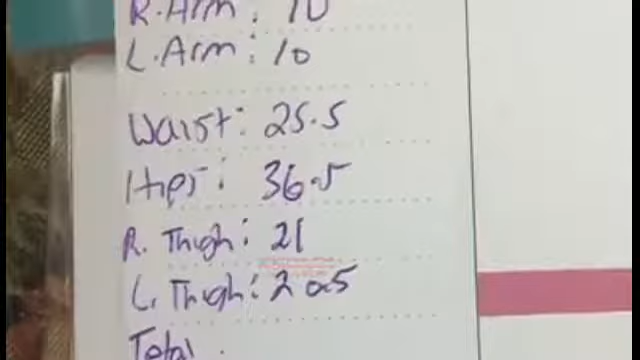 R. Arm: 10
L. Arm: 10
Waist: 25.5
Hips: 36.5
R. Thigh: 21
L. Thigh: 20.5
Total